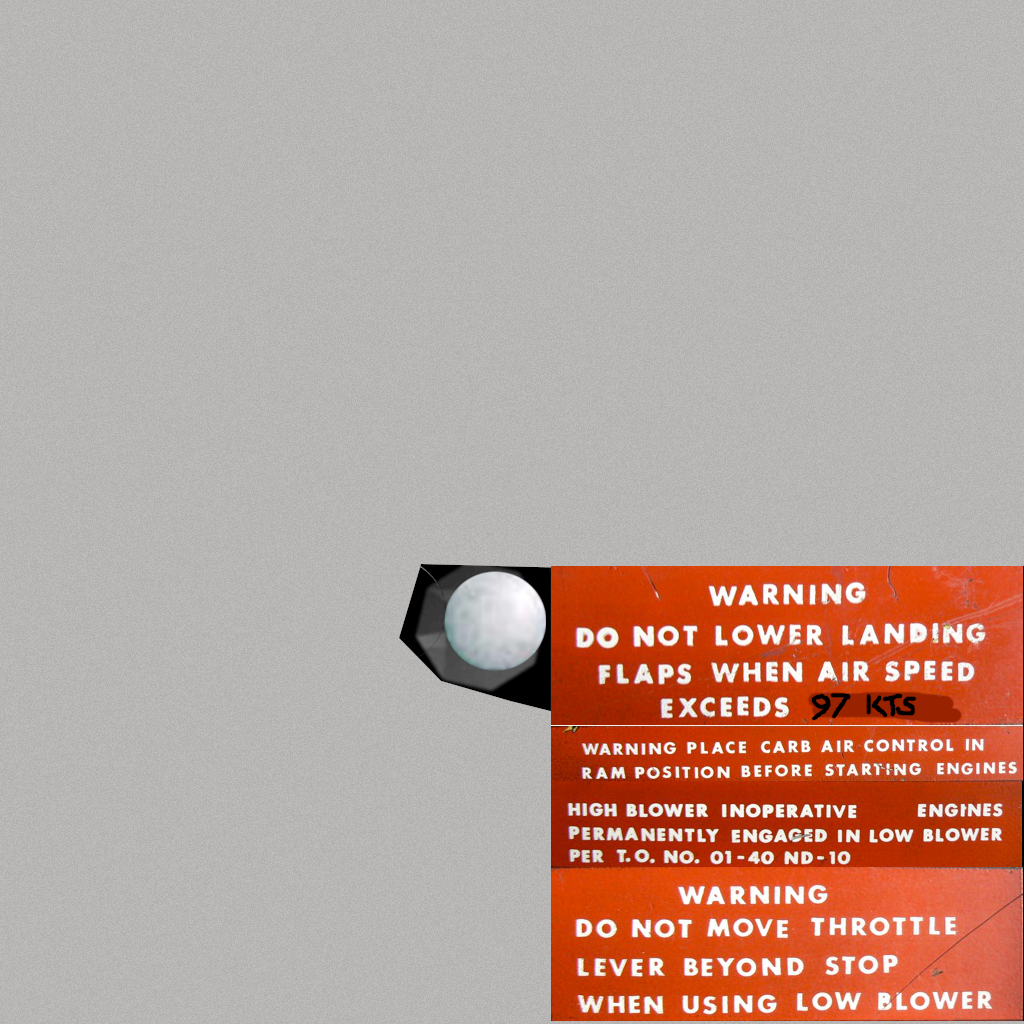 WARNING
DO NOT LOWER LANDING
FLAPS WHEN AIR SPEED
EXCEEDS 97 KTS
WARNING PLACE CARB AIR CONTROL IN
RAM POSITION BEFORE STARTING ENGINES
HIGH BLOWER INOPERATIVE ENGINES
PERMANENTLY ENGAGED IN LOW BLOWER
PER T.O. NO. 01-40 ND-10
WARNING
DO NOT MOVE THROTTLE
LEVER BEYOND STOP
WHEN USING LOW BLOWER